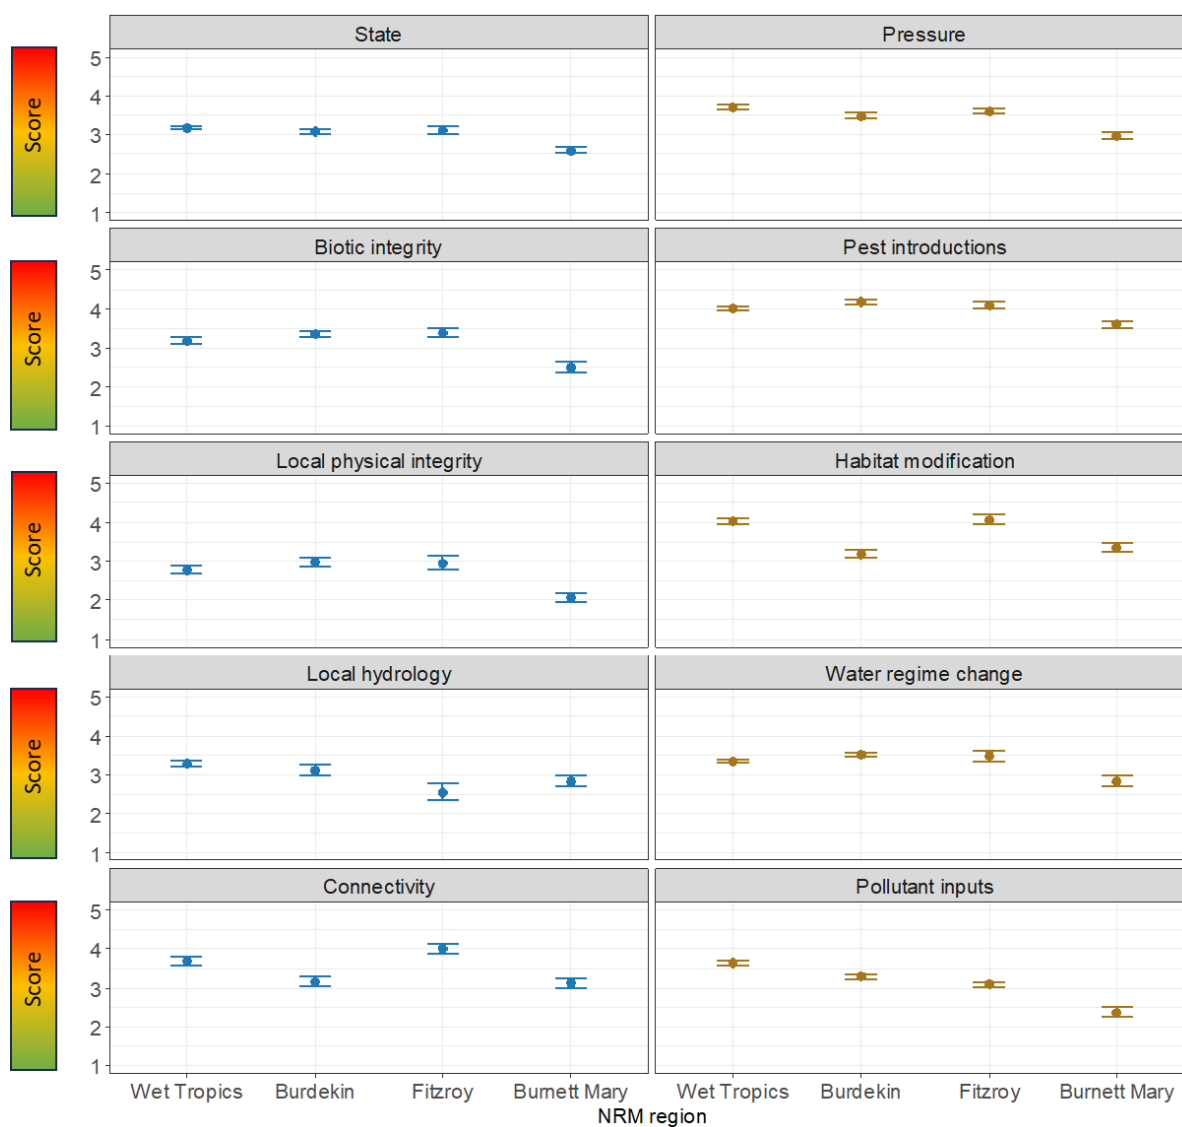 State Pressure
Score
5
4
3
2
1
Biotic integrity Pest introductions
Score
5
4
3
2
1
Local physical integrity Habitat modification
Score
5
4
3
2
1
Local hydrology Water regime change
Score
5
4
3
2
1
Connectivity Pollutant inputs
Score
5
4
3
2
1
Wet Tropics Burdekin Fitzroy Burnett Mary Wet Tropics Burdekin Fitzroy Burnett Mary
NRM region